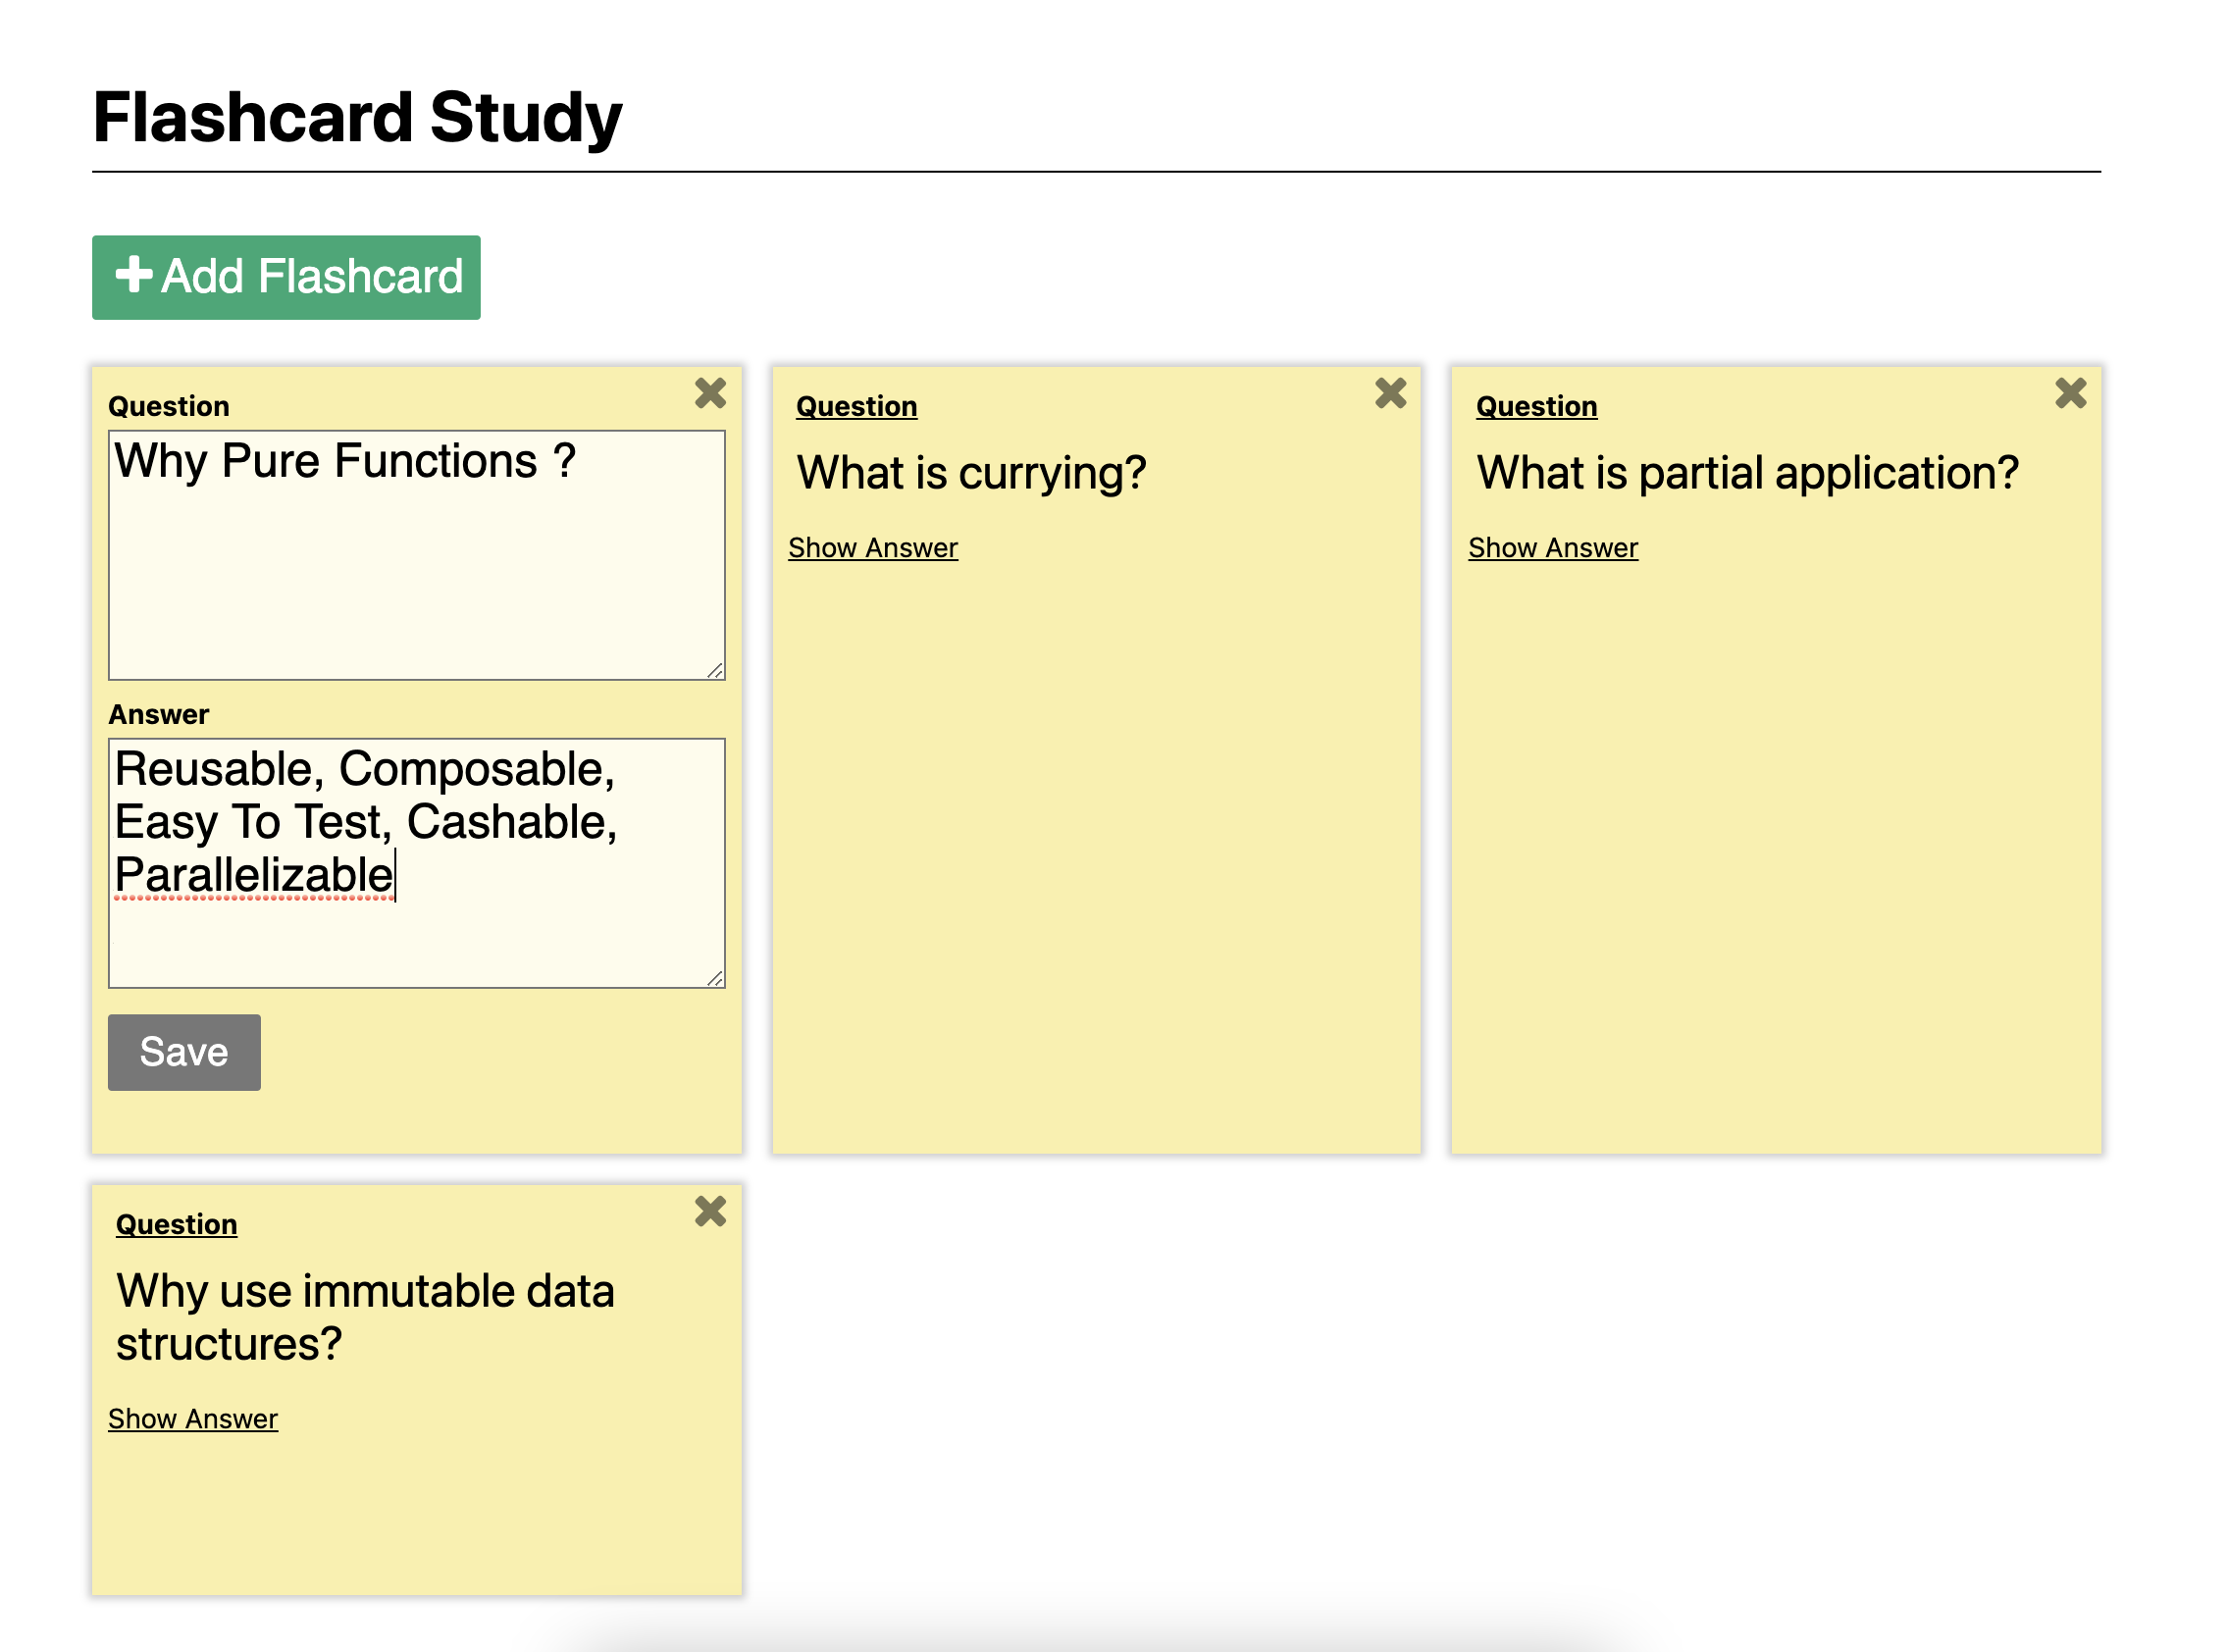 Flashcard Study
Add Flashcard
Question
Why Pure Functions ?
Answer
Reusable, Composable,
Easy To Test, Cashable,
Parallelizable
Save
Question
What is currying?
Show Answer
Question
What is partial application?
Show Answer
Question
Why use immutable data
structures?
Show Answer